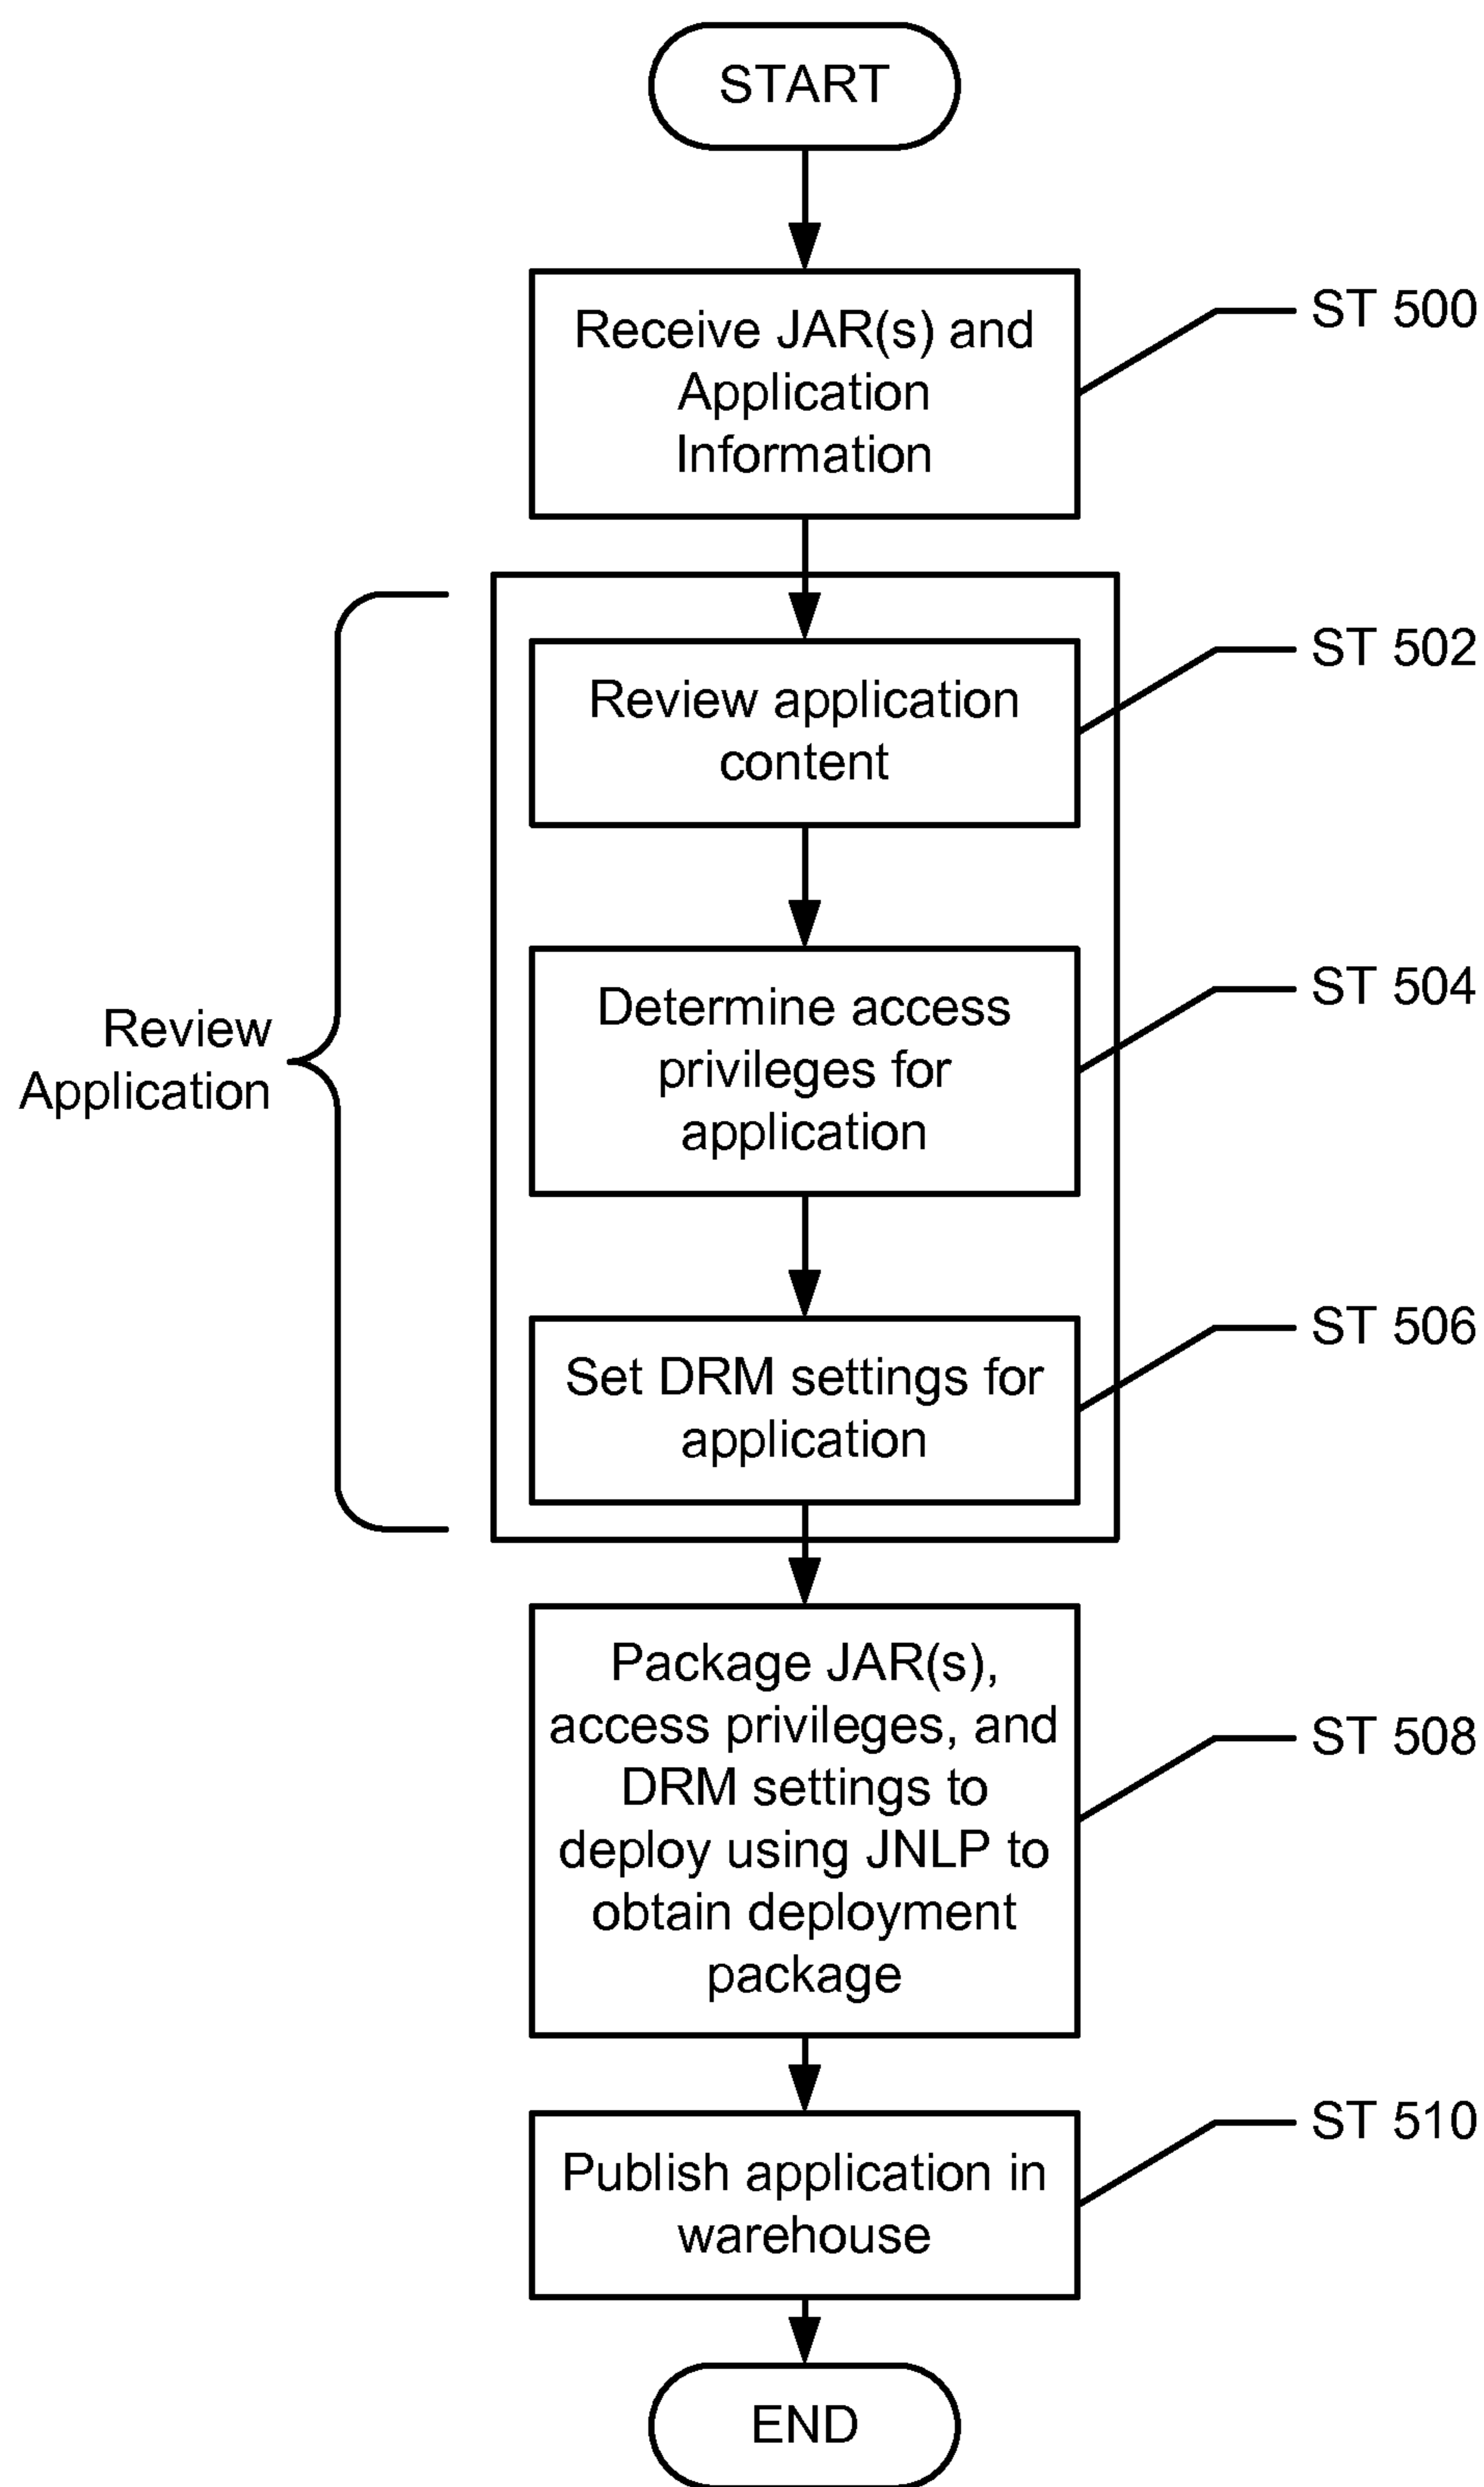 START
Receive JAR(s) and
Application
Information
ST 500
Review application
content
ST 502
Determine access
privileges for
application
ST 504
Review
Application
Set DRM settings for
application
ST 506
Package JAR(s),
access privileges, and
DRM settings to
deploy using JNLP to
obtain deployment
package
ST 508
Publish application in
warehouse
ST 510
END